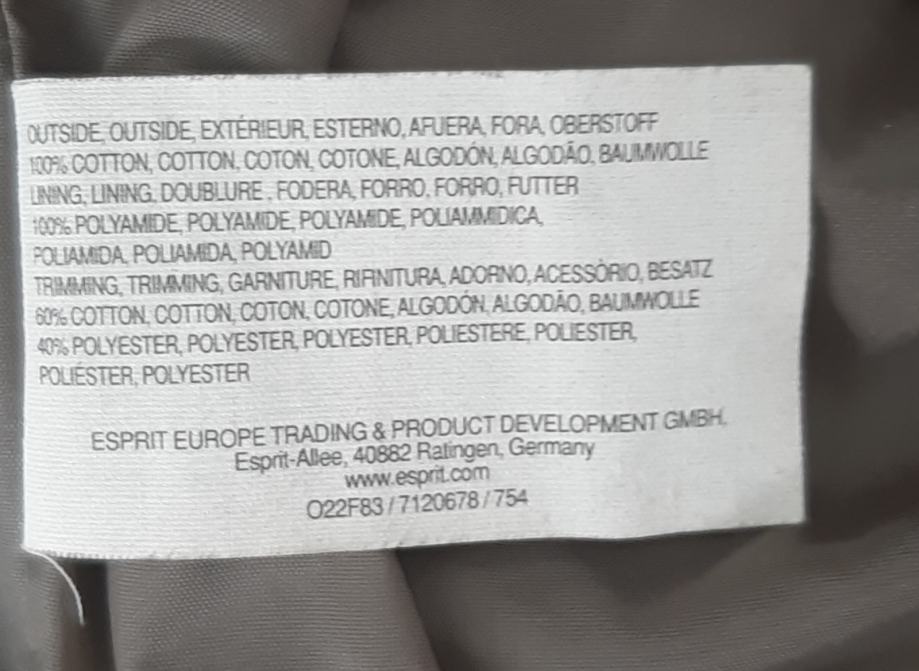 OUTSIDE, OUTSIDE, EXTÉRIEUR, ESTERNO, AFUERA, FORA, OBERSTOFF
100% COTTON, COTTON, COTON, COTONE, ALGODÓN, ALGODÃO, BAUMWOLLE
LINING, LINING, DOUBLURE, FODERA, FORRO, FORRO, FUTTER
100% POLYAMIDE, POLYAMIDE, POLYAMIDE, POLIAMMIDICA,
POLIAMIDA, POLIAMIDA, POLYAMID
TRIMMING, TRIMMING, GARNITURE, RIFINITURA, ADORNO, ACESSÒRIO, BESATZ
60% COTTON, COTTON, COTON, COTONE, ALGODÓN, ALGODÃO, BAUMWOLLE
40% POLYESTER, POLYESTER, POLYESTER, POLIESTERE, POLIESTER,
POLIÉSTER, POLYESTER
ESPRIT EUROPE TRADING & PRODUCT DEVELOPMENT GMBH.
Esprit-Allee, 40882 Ratingen, Germany
www.esprit.com
O22F83 / 7120678 / 754